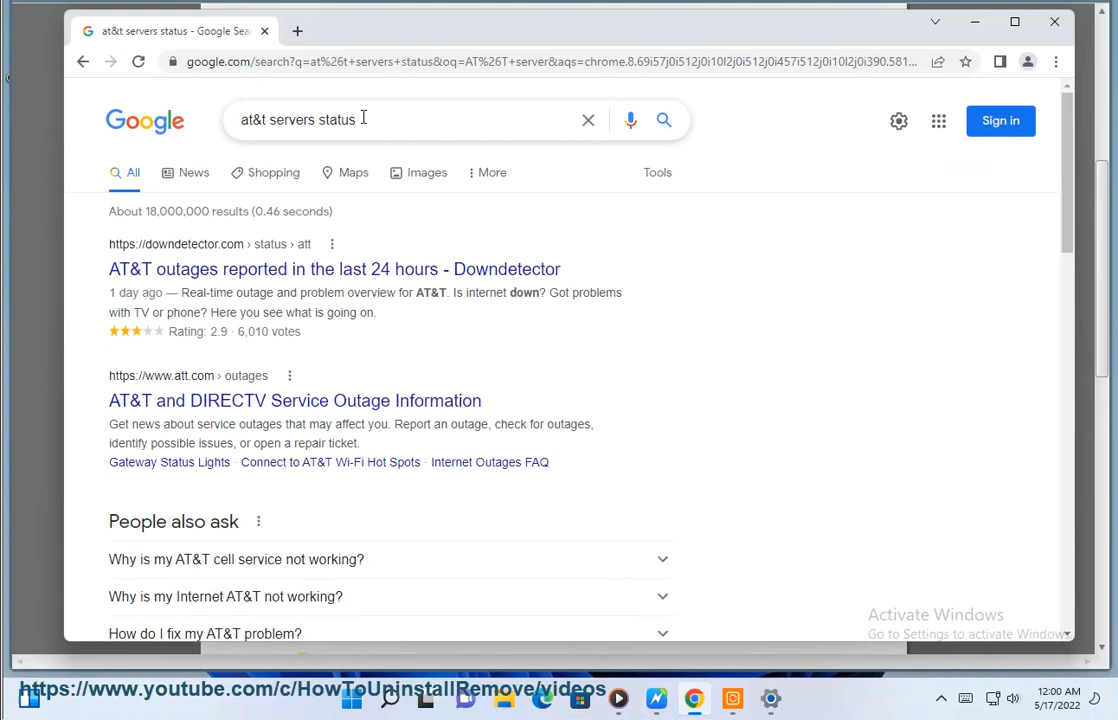 at&t servers status - Google Sea
google.com/search?q=at%26t+servers+status&oq=AT%26T+server&aqs=chrome.8.69i57j0i512j0i10l2j0i512j0i457i512j0i10l2j0i390.581...
Google
at&t servers status
Sign in
All
News
Shopping
Maps
Images
More
Tools
About 18,000,000 results (0.46 seconds)
https://downdetector.com › status › att
AT&T outages reported in the last 24 hours - Downdetector
1 day ago — Real-time outage and problem overview for AT&T. Is internet down? Got problems
with TV or phone? Here you see what is going on.
Rating: 2.9 · 6,010 votes
https://www.att.com › outages
AT&T and DIRECTV Service Outage Information
Get news about service outages that may affect you. Report an outage, check for outages,
identify possible issues, or open a repair ticket.
Gateway Status Lights · Connect to AT&T Wi-Fi Hot Spots · Internet Outages FAQ
People also ask
Why is my AT&T cell service not working?
Why is my Internet AT&T not working?
How do I fix my AT&T problem?
Activate Windows
Go to Settings to activate Windows.
https://www.youtube.com/c/HowToUninstallRemove/videos
12:00 AM
5/17/2022